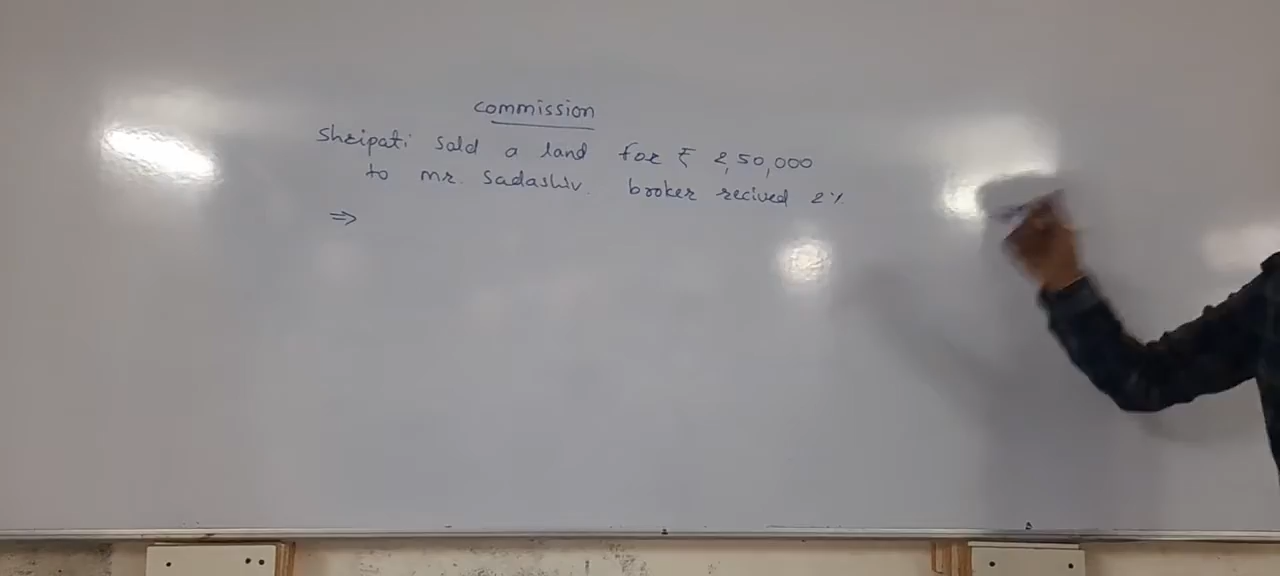 commission
Shripati sold a land for ₹ 2,50,000
to mr. Sadashiv. broker recived 2%
⇒